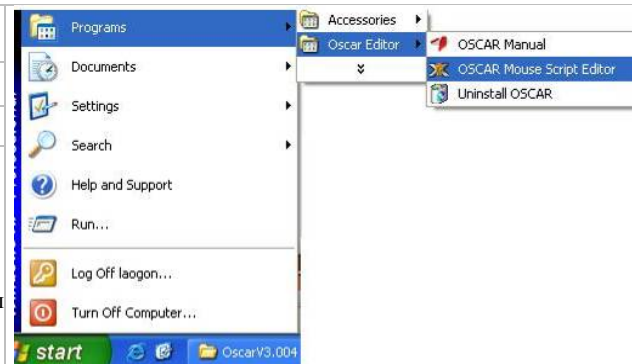 Programs
Documents
Settings
Search
Help and Support
Run...
Log Off laogon...
Turn Off Computer...
start
OscarV3.004
Accessories
Oscar Editor
OSCAR Manual
OSCAR Mouse Script Editor
Uninstall OSCAR